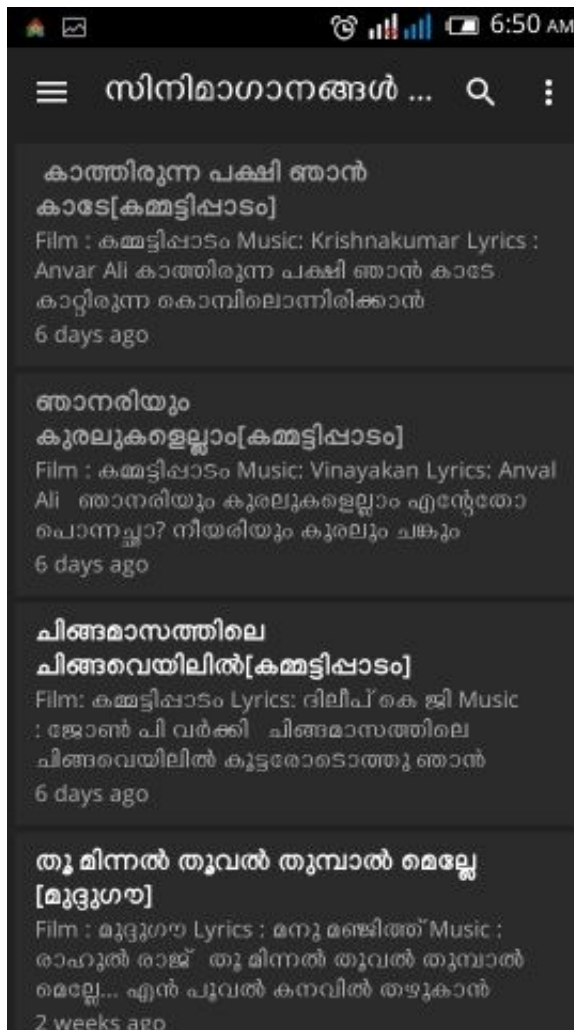 6:50 AM
സിനിമാഗാനങ്ങൾ ...
കാത്തിരുന്ന പക്ഷി ഞാൻ
കാടേ[കമ്മട്ടിപ്പാടം]
Film : കമ്മട്ടിപ്പാടം Music: Krishnakumar Lyrics :
Anvar Ali കാത്തിരുന്ന പക്ഷി ഞാൻ കാടേ
കാറ്റിരുന്ന കൊമ്പിലൊന്നിരിക്കാൻ
6 days ago
ഞാനരിയും
കുരലുകളെല്ലാം[കമ്മട്ടിപ്പാടം]
Film : കമ്മട്ടിപ്പാടം Music: Vinayakan Lyrics: Anval
Ali ഞാനരിയും കുരലുകളെല്ലാം എന്റേതോ
പൊന്നച്ഛാ? നീയരിയും കുരലും ചങ്കും
6 days ago
ചിങ്ങമാസത്തിലെ
ചിങ്ങവെയിലിൽ[കമ്മട്ടിപ്പാടം]
Film: കമ്മട്ടിപ്പാടം Lyrics: ദിലീപ് കെ ജി Music
: ജോൺ പി വർക്കി ചിങ്ങമാസത്തിലെ
ചിങ്ങവെയിലിൽ കൂട്ടരോടൊത്തു ഞാൻ
6 days ago
തൂ മിന്നൽ തൂവൽ തുമ്പാൽ മെല്ലേ
[മുദ്ദുഗൗ]
Film : മുദ്ദുഗൗ Lyrics : മനു മഞ്ജിത്ത് Music :
രാഹുൽ രാജ് തൂ മിന്നൽ തൂവൽ തുമ്പാൽ
മെല്ലേ... എൻ പൂവൽ കനവിൽ തഴുകാൻ
2 weeks ago